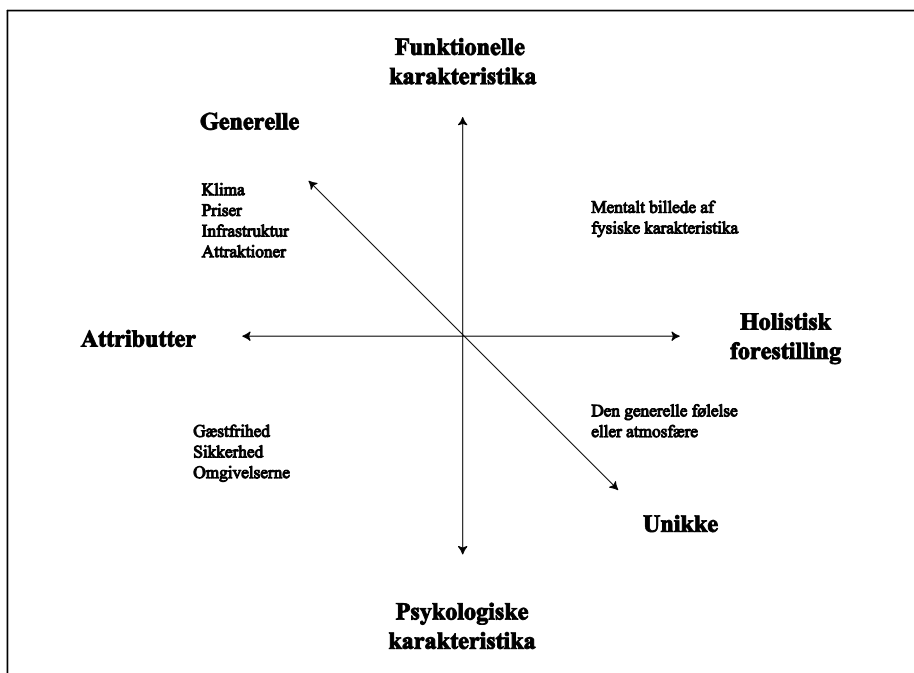 Funktionelle
karakteristika
Generelle
Klima
Priser
Infrastruktur
Attraktioner
Mentalt billede af
fysiske karakteristika
Attributter
Holistisk
forestilling
Gæstfrihed
Sikkerhed
Omgivelserne
Den generelle følelse
eller atmosfære
Unikke
Psykologiske
karakteristika